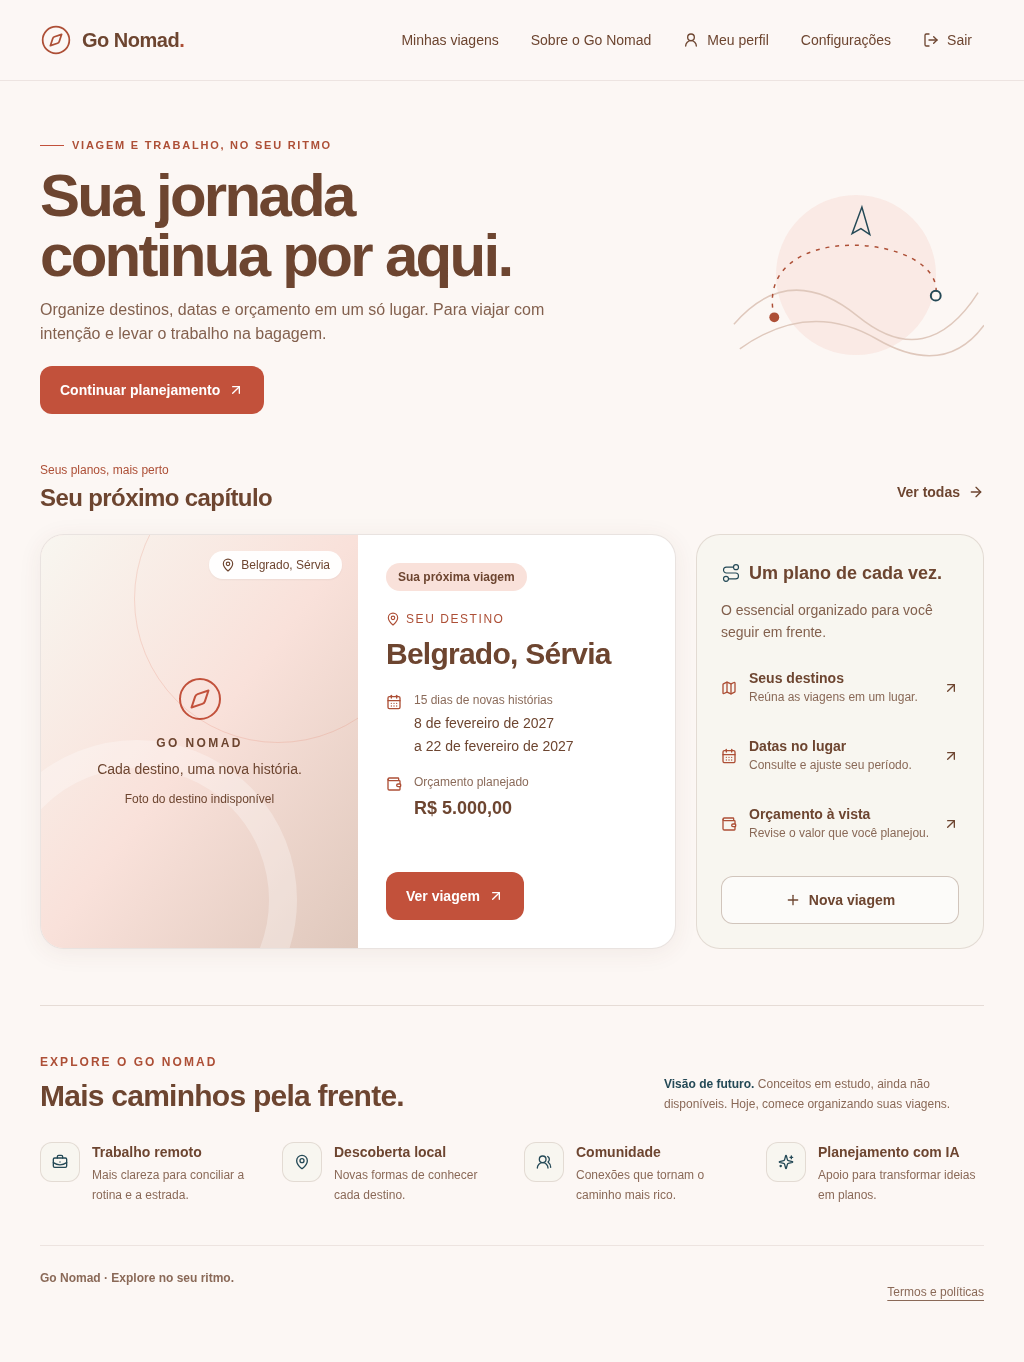 Go Nomad.
Minhas viagens
Sobre o Go Nomad
Meu perfil
Configurações
Sair
VIAGEM E TRABALHO, NO SEU RITMO
Sua jornada
continua por aqui.
Organize destinos, datas e orçamento em um só lugar. Para viajar com
intenção e levar o trabalho na bagagem.
Continuar planejamento
Seus planos, mais perto
Seu próximo capítulo
Ver todas
Belgrado, Sérvia
GO NOMAD
Cada destino, uma nova história.
Foto do destino indisponível
Sua próxima viagem
SEU DESTINO
Belgrado, Sérvia
15 dias de novas histórias
8 de fevereiro de 2027
a 22 de fevereiro de 2027
Orçamento planejado
R$ 5.000,00
Ver viagem
Um plano de cada vez.
O essencial organizado para você
seguir em frente.
Seus destinos
Reúna as viagens em um lugar.
Datas no lugar
Consulte e ajuste seu período.
Orçamento à vista
Revise o valor que você planejou.
Nova viagem
EXPLORE O GO NOMAD
Mais caminhos pela frente.
Visão de futuro. Conceitos em estudo, ainda não
disponíveis. Hoje, comece organizando suas viagens.
Trabalho remoto
Mais clareza para conciliar a
rotina e a estrada.
Descoberta local
Novas formas de conhecer
cada destino.
Comunidade
Conexões que tornam o
caminho mais rico.
Planejamento com IA
Apoio para transformar ideias
em planos.
Go Nomad · Explore no seu ritmo.
Termos e políticas